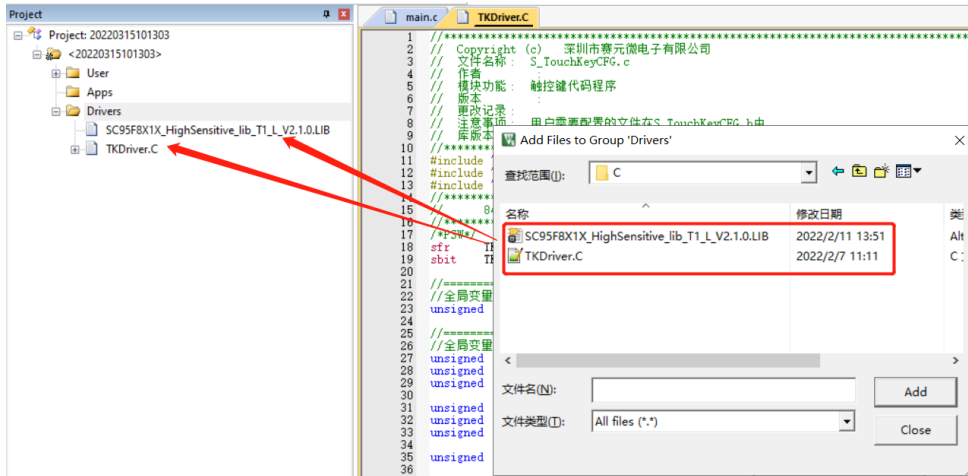 Project
Project: 20220315101303
<20220315101303>
User
Apps
Drivers
SC95F8X1X_HighSensitive_lib_T1_L_V2.1.0.LIB
TKDriver.C
main.c
TKDriver.C
1 //********************************************************************************
2 // Copyright (c) 深圳市赛元微电子有限公司
3 // 文件名称 : S_TouchKeyCFG.c
4 // 作者 :
5 // 模块功能 : 触控键代码程序
6 // 版本 :
7 // 更改记录 :
8 // 注意事项 : 用户需要配置的文件在S_TouchKeyCFG.h中
9 // 库版本
10 //********
11 #include
12 #include
13 #include
14 //********
15 // 84
16 //********
17 /*PSW*/
18 sfr
19 sbit
20
21 //=======
22 //全局变量
23 unsigned
24
25 //=======
26 //全局变量
27 unsigned
28 unsigned
29 unsigned
30
31 unsigned
32 unsigned
33 unsigned
34
35 unsigned
36
Add Files to Group 'Drivers'
查找范围(I):
C
名称
修改日期
SC95F8X1X_HighSensitive_lib_T1_L_V2.1.0.LIB
2022/2/11 13:51
Alt
TKDriver.C
2022/2/7 11:11
文件名(N):
Add
文件类型(T):
All files (*.*)
Close